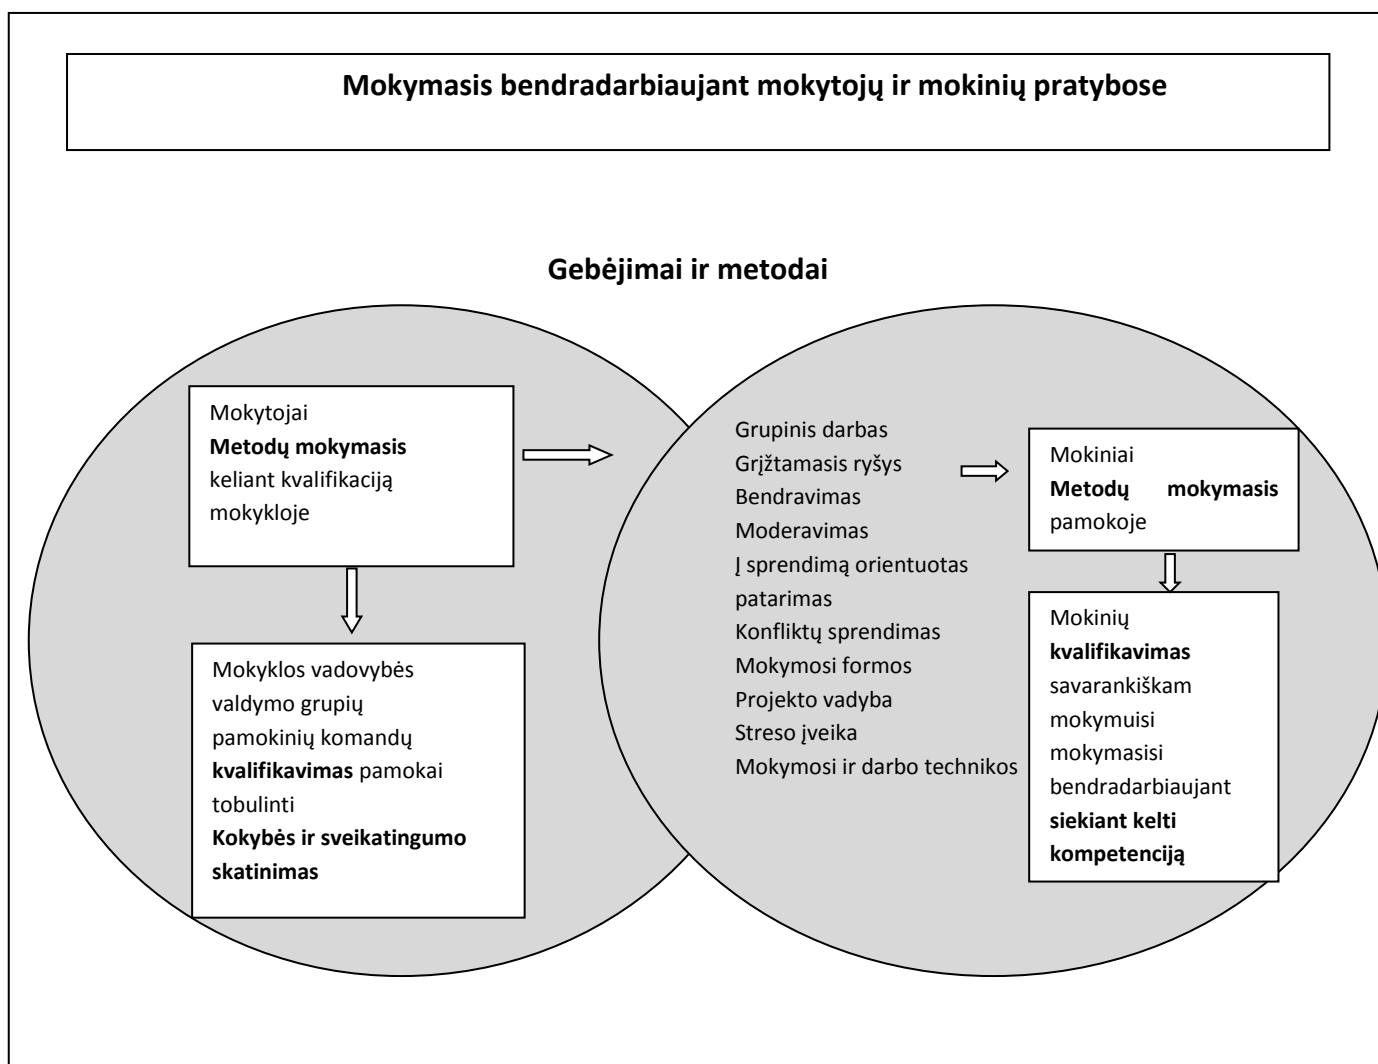 Mokymasis bendradarbiaujant mokytojų ir mokinių pratybose
Gebėjimai ir metodai
Mokytojai
Metodų mokymasis
keliant kvalifikaciją
mokykloje
Mokyklos vadovybės
valdymo grupių
pamokinių komandų
kvalifikavimas pamokai
tobulinti
Kokybės ir sveikatingumo
skatinimas
Grupinis darbas
Grįžtamasis ryšys
Bendravimas
Moderavimas
Į sprendimą orientuotas
patarimas
Konfliktų sprendimas
Mokymosi formos
Projekto vadyba
Streso įveika
Mokymosi ir darbo technikos
Mokiniai
Metodų mokymasis
pamokoje
Mokinių
kvalifikavimas
savarankiškam
mokymuisi
mokymasisi
bendradarbiaujant
siekiant kelti
kompetenciją